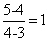 5-4/4-3 = 1